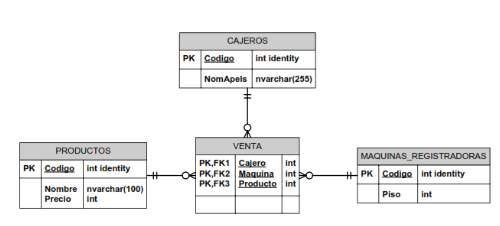 CAJEROS
PK Codigo int identity
NomApels nvarchar(255)
PRODUCTOS
PK Codigo int identity
Nombre nvarchar(100)
Precio int
VENTA
PK,FK1 Cajero int
PK,FK2 Maquina int
PK,FK3 Producto int
MAQUINAS_REGISTRADORAS
PK Codigo int identity
Piso int